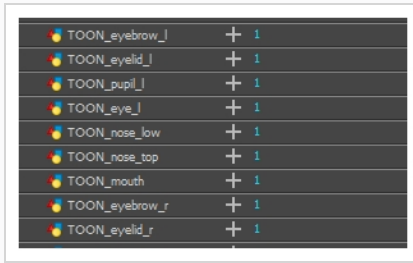 TOON_eyebrow_l 1
TOON_eyelid_l 1
TOON_pupil_l 1
TOON_eye_l 1
TOON_nose_low 1
TOON_nose_top 1
TOON_mouth 1
TOON_eyebrow_r 1
TOON_eyelid_r 1